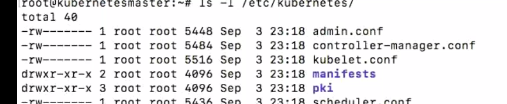 root@kubernetesmaster:~# ls -l /etc/kubernetes/
total 40
-rw------- 1 root root 5448 Sep  3 23:18 admin.conf
-rw------- 1 root root 5484 Sep  3 23:18 controller-manager.conf
-rw------- 1 root root 5516 Sep  3 23:18 kubelet.conf
drwxr-xr-x 2 root root 4096 Sep  3 23:18 manifests
drwxr-xr-x 3 root root 4096 Sep  3 23:18 pki
-rw------- 1 root root 5436 Sep  3 23:18 scheduler.conf